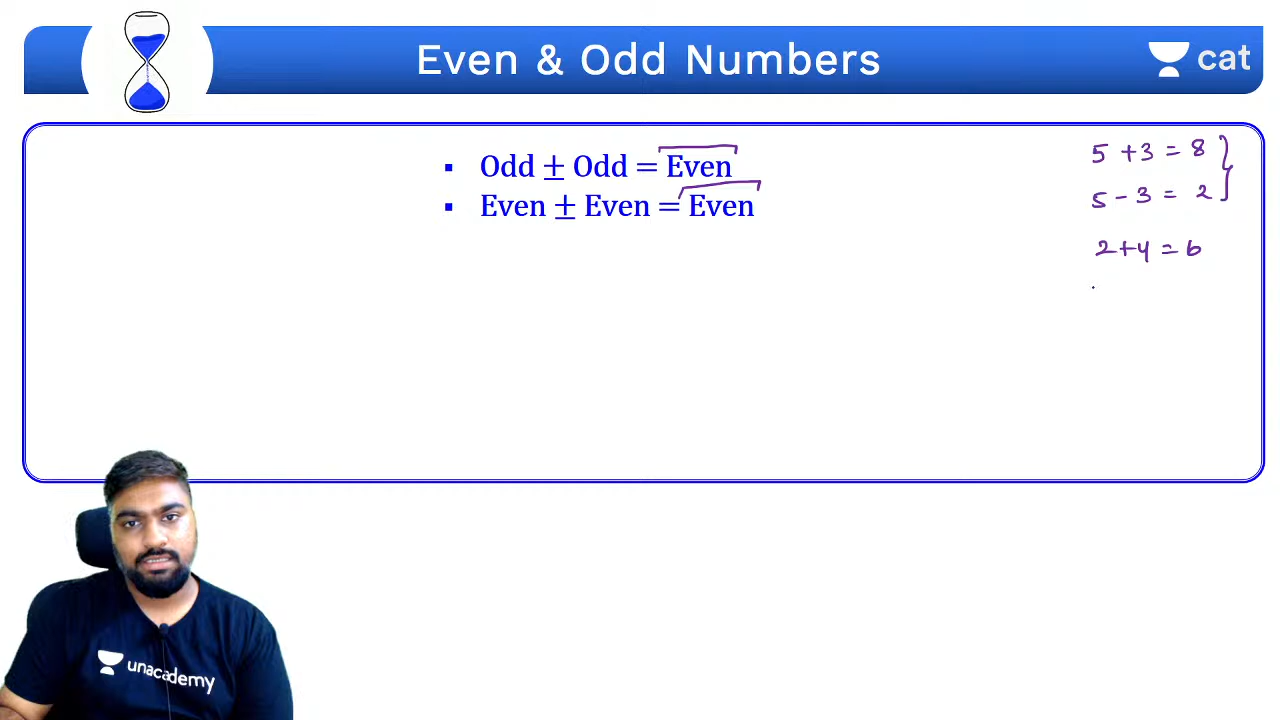 Even & Odd Numbers
cat
▪ Odd ± Odd = Even
▪ Even ± Even = Even
5 + 3 = 8
5 - 3 = 2
2 + 4 = 6
unacademy